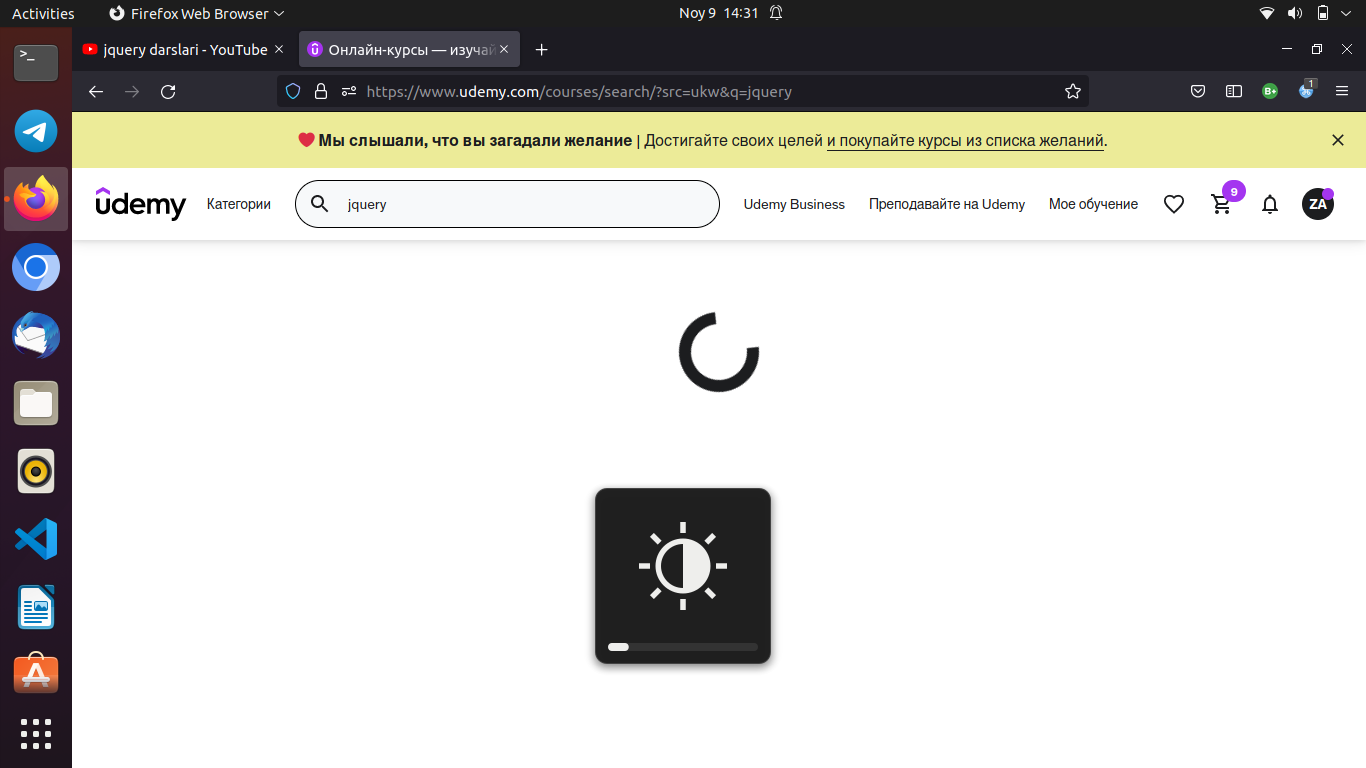 Activities
Firefox Web Browser
Noy 9 14:31
>_
jquery darslari - YouTube
Онлайн-курсы — изучай
https://www.udemy.com/courses/search/?src=ukw&q=jquery
B+
1
Мы слышали, что вы загадали желание | Достигайте своих целей и покупайте курсы из списка желаний.
udemy
Категории
jquery
Udemy Business
Преподавайте на Udemy
Мое обучение
9
ZA